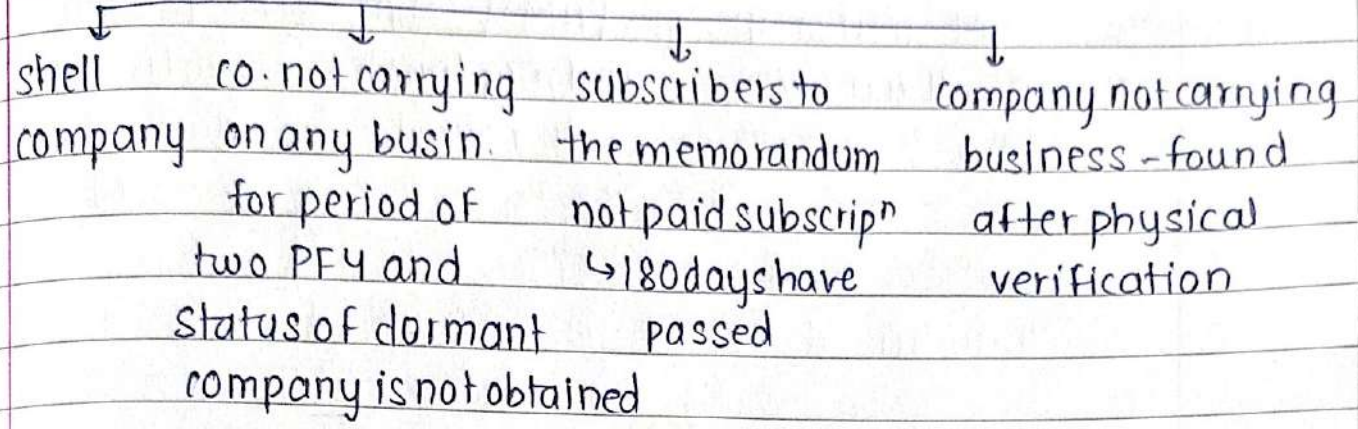 shell
company
co. not carrying
on any busin.
for period of
two PFY and
status of dormant
company is not obtained
subscribers to
the memorandum
not paid subscripⁿ
↳180 days have
passed
company not carrying
business - found
after physical
verification